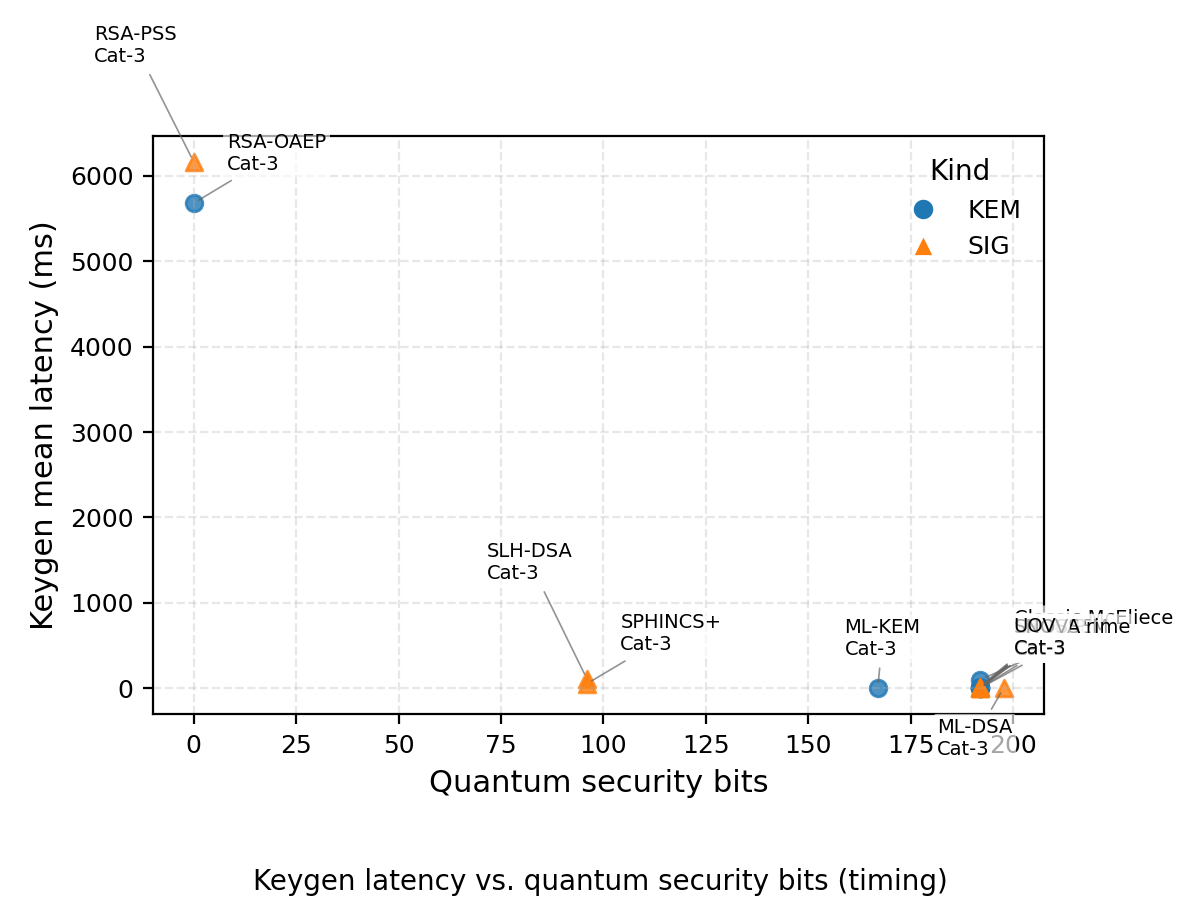 RSA-PSS
Cat-3
RSA-OAEP
Cat-3
Kind
KEM
SIG
6000
5000
4000
3000
2000
1000
0
Keygen mean latency (ms)
SLH-DSA
Cat-3
SPHINCS+
Cat-3
ML-KEM
Cat-3
Classic McEliece
UOV
Cat-3
ML-DSA
Cat-3
0 25 50 75 100 125 150 175 200
Quantum security bits
Keygen latency vs. quantum security bits (timing)